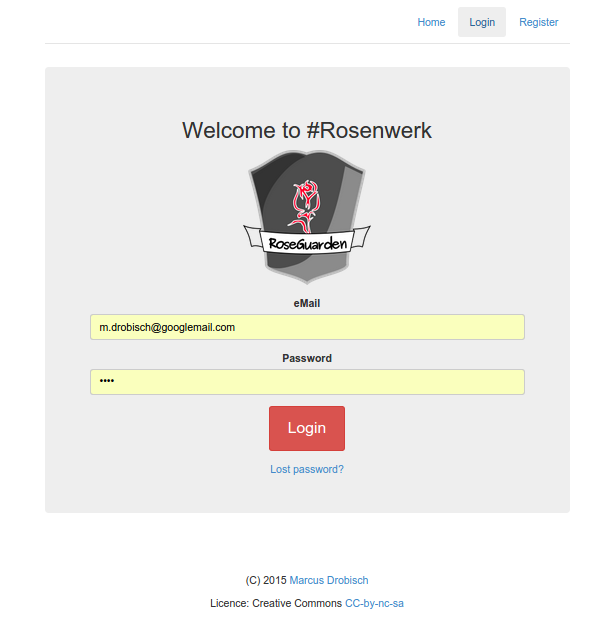 Home Login Register
Welcome to #Rosenwerk
RoseGuarden
eMail
m.drobisch@googlemail.com
Password
••••
Login
Lost password?
(C) 2015 Marcus Drobisch
Licence: Creative Commons CC-by-nc-sa